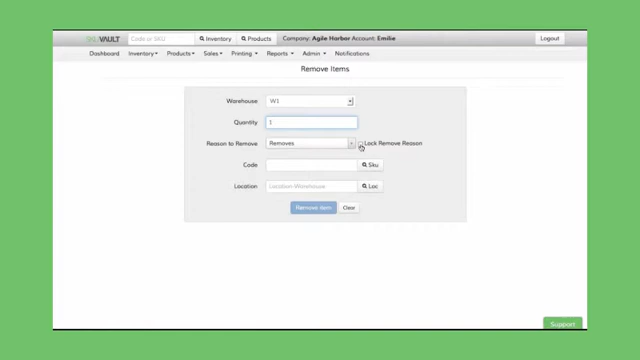 SKUVAULT Code or SKU Inventory Products Company: Agile Harbor Account: Emilie Logout
Dashboard Inventory Products Sales Printing Reports Admin Notifications
Remove Items
Warehouse W1
Quantity 1
Reason to Remove Removes Lock Remove Reason
Code Sku
Location Location-Warehouse Loc
Remove item Clear
Support